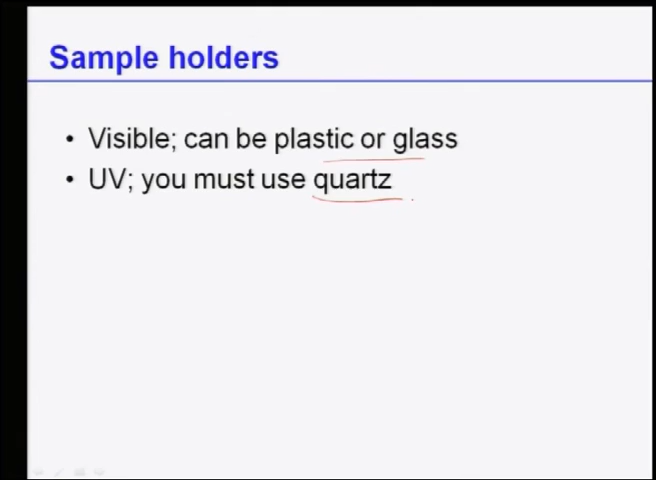 Sample holders
• Visible; can be plastic or glass
• UV; you must use quartz